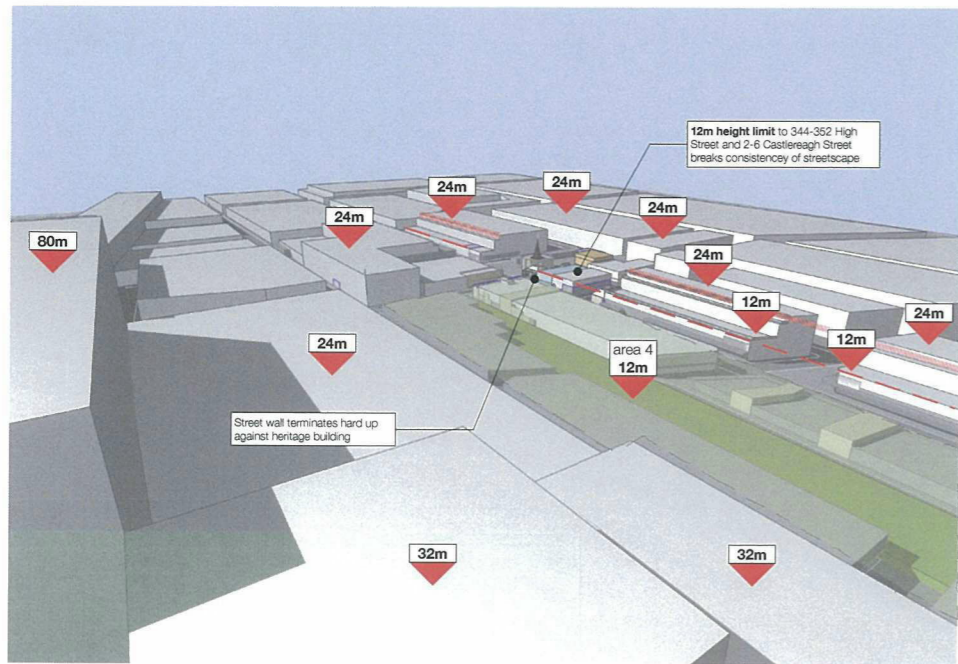 12m height limit to 344-352 High
Street and 2-6 Castlereagh Street
breaks consistencey of streetscape
24m
24m
24m
24m
80m
24m
12m
24m
12m
24m
area 4
12m
Street wall terminates hard up
against heritage building
32m
32m